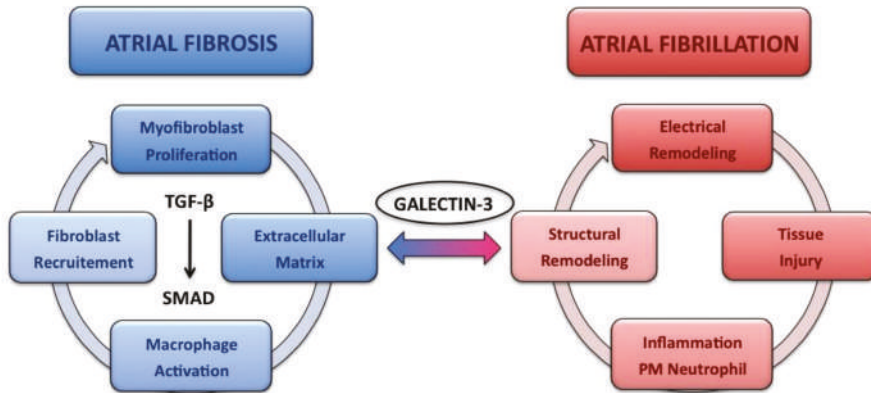 ATRIAL FIBROSIS
ATRIAL FIBRILLATION
Myofibroblast
Proliferation
TGF-β
SMAD
Fibroblast
Recruitement
Extracellular
Matrix
Macrophage
Activation
GALECTIN-3
Electrical
Remodeling
Structural
Remodeling
Tissue
Injury
Inflammation
PM Neutrophil